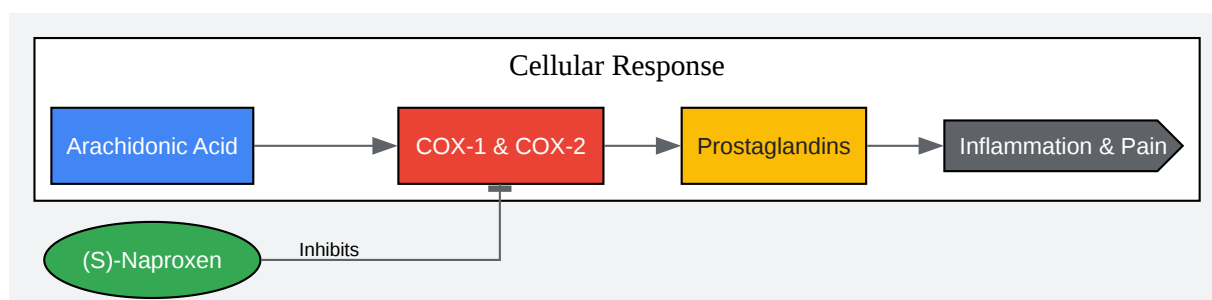 Cellular Response
Arachidonic Acid
COX-1 & COX-2
Prostaglandins
Inflammation & Pain
(S)-Naproxen
Inhibits